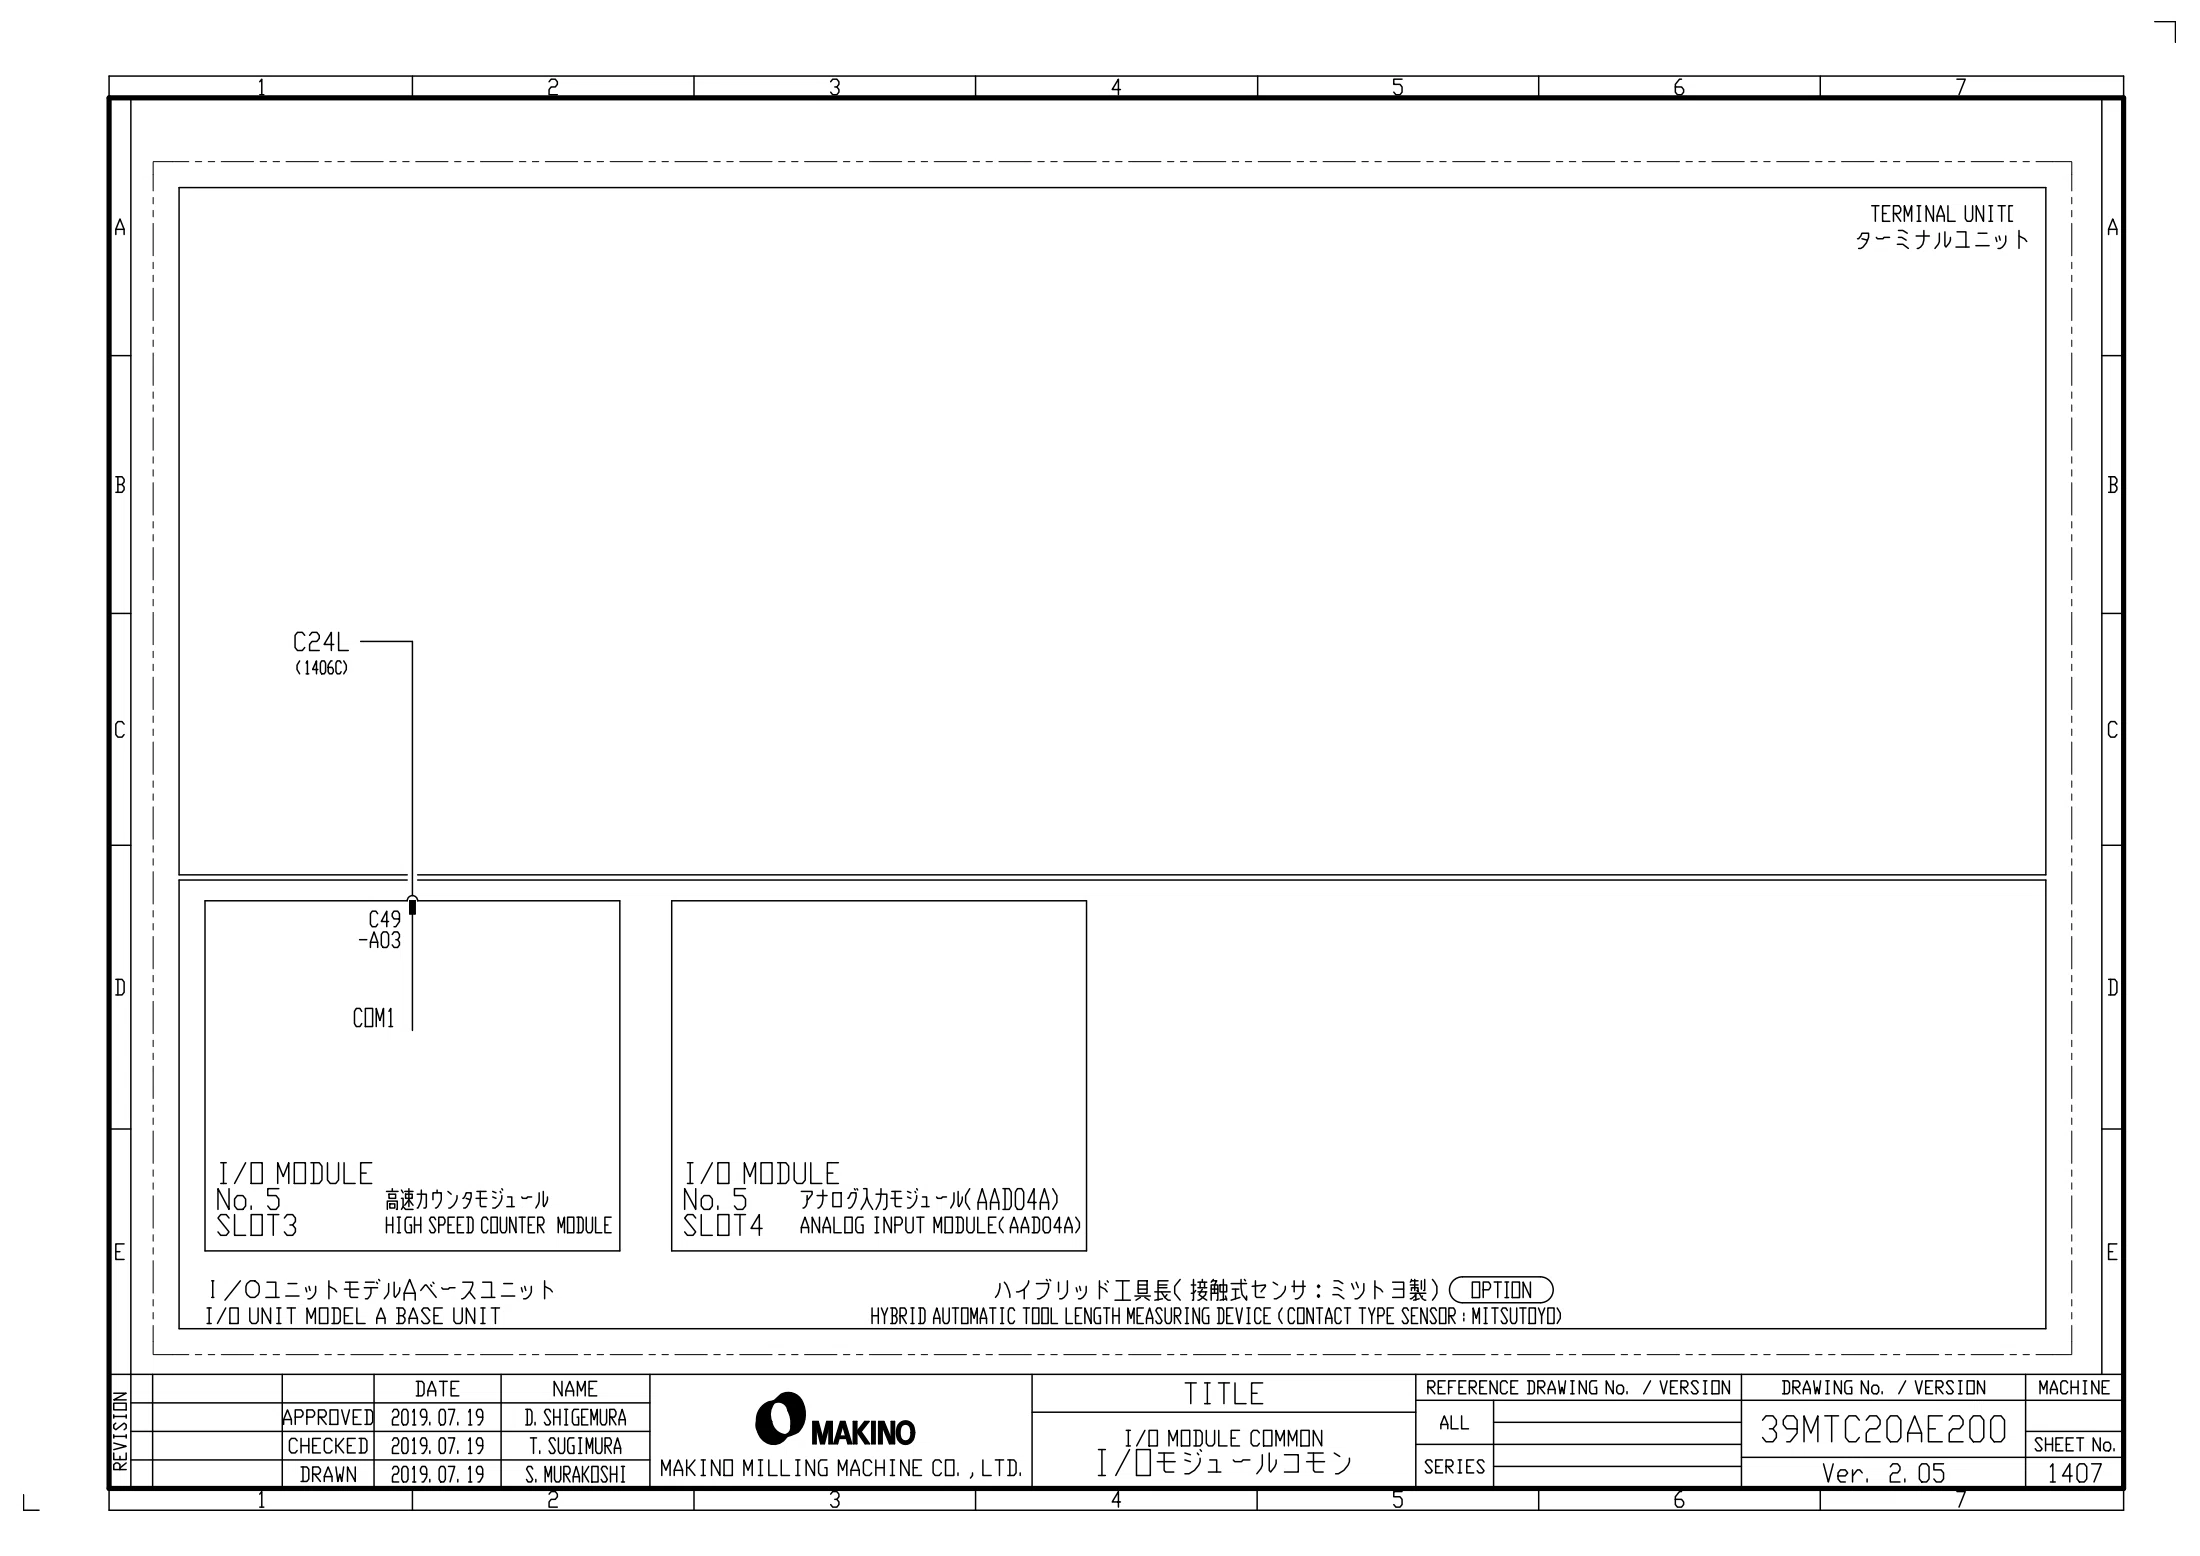 1 2 3 4 5 6 7
TERMINAL UNIT[
ターミナルユニット
A A
B B
C24L
(1406C)
C C
C49
-A03
D D
COM1
I/O MODULE
No. 5 高速カウンタモジュール
SLOT3 HIGH SPEED COUNTER MODULE
I/O MODULE
No. 5 アナログ入力モジュール(AAD04A)
SLOT4 ANALOG INPUT MODULE(AAD04A)
E E
I/OユニットモデルAベースユニット
I/O UNIT MODEL A BASE UNIT
ハイブリッド工具長(接触式センサ:ミツトヨ製) OPTION
HYBRID AUTOMATIC TOOL LENGTH MEASURING DEVICE (CONTACT TYPE SENSOR : MITSUTOYO)
REVISION
DATE NAME
APPROVED 2019. 07. 19 D. SHIGEMURA
CHECKED 2019. 07. 19 T. SUGIMURA
DRAWN 2019. 07. 19 S. MURAKOSHI
MAKINO
MAKINO MILLING MACHINE CO. , LTD.
TITLE
I/O MODULE COMMON
I/Oモジュールコモン
REFERENCE DRAWING No. / VERSION
ALL
SERIES
DRAWING No. / VERSION
39MTC20AE200
Ver. 2. 05
MACHINE
SHEET No.
1407
1 2 3 4 5 6 7